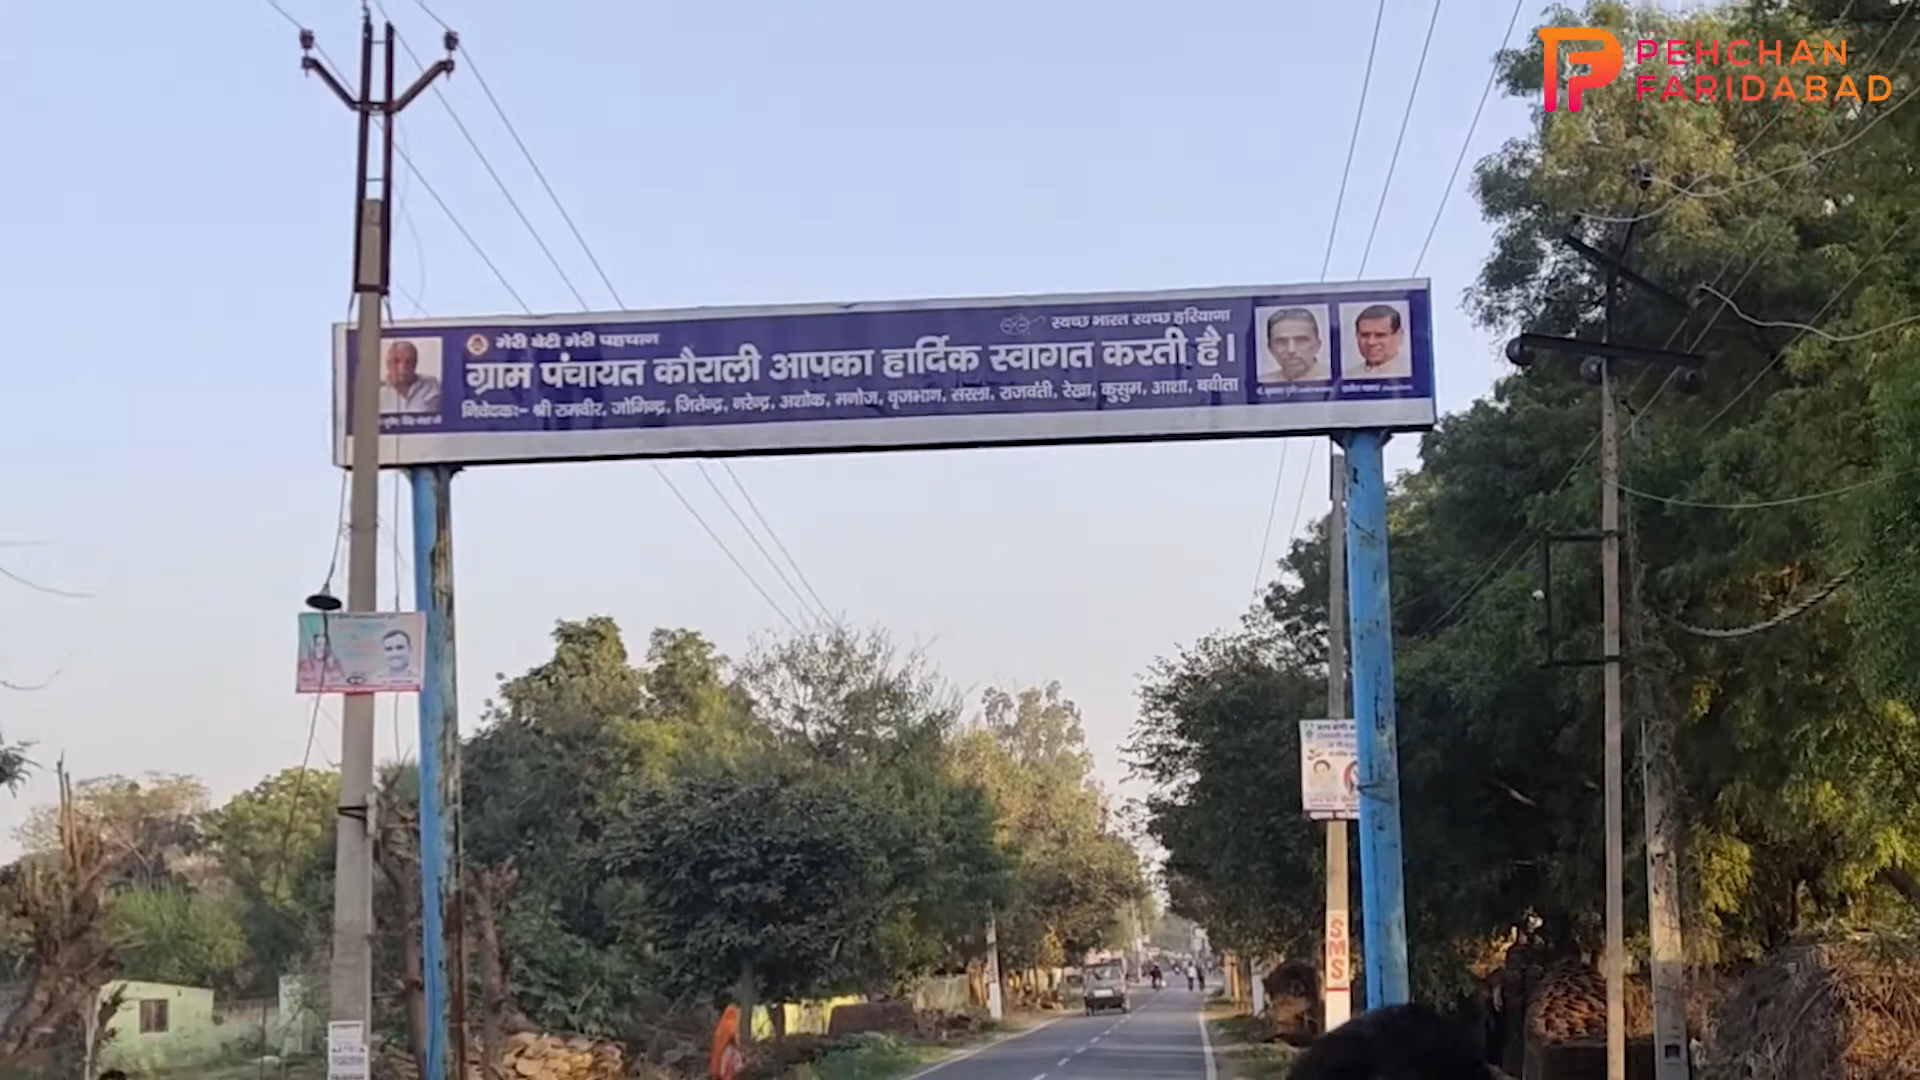 PEHCHAN
FARIDABAD
मेरी बेटी मेरी पहचान
स्वच्छ भारत स्वच्छ हरियाणा
ग्राम पंचायत कौराली आपका हार्दिक स्वागत करती है।
निवेदकः- श्री रामवीर, जोगिन्द्र, जितेन्द्र, नरेन्द्र, अशोक, मनोज, वृजभान, सरला, राजवंती, रेखा, कुसुम, आशा, बबीता
SMS